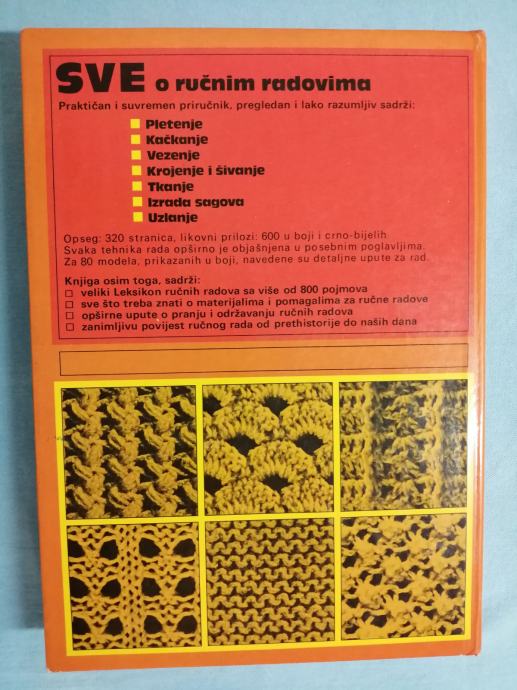 SVE o ručnim radovima
Praktičan i suvremen priručnik, pregledan i lako razumljiv sadrži:
Pletenje
Kačkanje
Vezenje
Krojenje i šivanje
Tkanje
Izrada sagova
Uzlanje
Opseg: 320 stranica, likovni prilozi: 600 u boji i crno-bijelih.
Svaka tehnika rada opširno je objašnjena u posebnim poglavljima.
Za 80 modela, prikazanih u boji, navedene su detaljne upute za rad.
Knjiga osim toga, sadrži:
veliki Leksikon ručnih radova sa više od 800 pojmova
sve što treba znati o materijalima i pomagalima za ručne radove
opširne upute o pranju i održavanju ručnih radova
zanimljivu povijest ručnog rada od prethistorije do naših dana